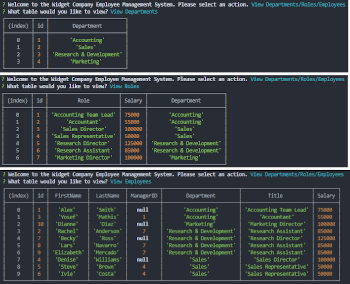 ? Welcome to the Widget Company Employee Management System. Please select an action. View Departments/Roles/Employees
? What table would you like to view? View Departments
(index) id Department
0 1 'Accounting'
1 2 'Sales'
2 3 'Research & Development'
3 4 'Marketing'
? Welcome to the Widget Company Employee Management System. Please select an action. View Departments/Roles/Employees
? What table would you like to view? View Roles
(index) id Role Salary Department
0 1 'Accounting Team Lead' 75000 'Accounting'
1 2 'Accountant' 55000 'Accounting'
2 3 'Sales Director' 100000 'Sales'
3 4 'Sales Representative' 50000 'Sales'
4 5 'Research Director' 125000 'Research & Development'
5 6 'Research Assistant' 85000 'Research & Development'
6 7 'Marketing Director' 100000 'Marketing'
? Welcome to the Widget Company Employee Management System. Please select an action. View Departments/Roles/Employees
? What table would you like to view? View Employees
(index) id FirstName LastName ManagerID Department Title Salary
0 1 'Alex' 'Smith' null 'Accounting' 'Accounting Team Lead' 75000
1 3 'Yosef' 'Mathis' 1 'Accounting' 'Accountant' 55000
2 10 'Dianne' 'Diaz' null 'Marketing' 'Marketing Director' 100000
3 2 'Rachel' 'Anderson' 7 'Research & Development' 'Research Assistant' 85000
4 7 'Becky' 'Ross' null 'Research & Development' 'Research Director' 125000
5 8 'Lars' 'Navarro' 7 'Research & Development' 'Research Assistant' 85000
6 9 'Elizabeth' 'Mercado' 7 'Research & Development' 'Research Assistant' 85000
7 4 'Denise' 'Williams' null 'Sales' 'Sales Director' 100000
8 5 'Steve' 'Brown' 4 'Sales' 'Sales Representative' 50000
9 6 'Costa' 4 'Sales' 'Sales Representative' 50000